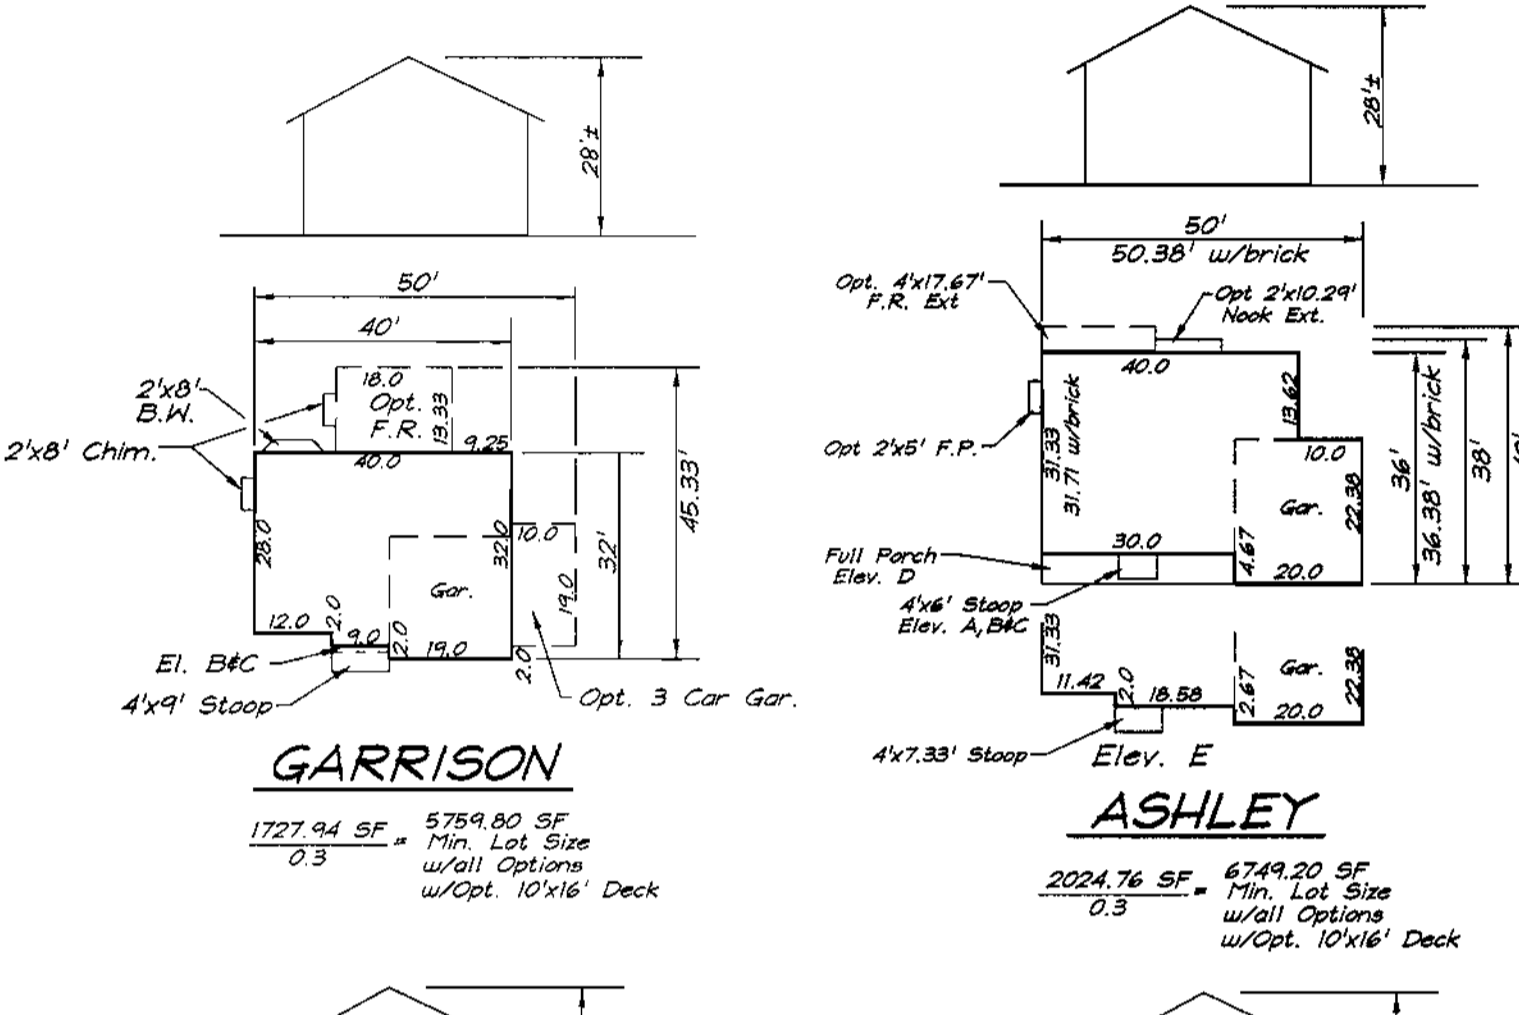 28'±
50'
40'
18.0
Opt.
F.R.
13.33
9.25
2'x8'
B.W.
2'x8' Chim.
40.0
28.0
32.0
10.0
19.0
32'
45.33'
Gar.
12.0
2.0
9.0
2.0
19.0
2.0
El. B&C
4'x9' Stoop
Opt. 3 Car Gar.
GARRISON
1727.94 SF = 5759.80 SF
0.3
Min. Lot Size
w/all Options
w/Opt. 10'x16' Deck
28'±
50'
50.38' w/brick
Opt. 4'x17.67'
F.R. Ext
Opt 2'x10.29'
Nook Ext.
40.0
13.62
31.33
31.71 w/brick
Opt 2'x5' F.P.
10.0
Gar.
22.38
36'
36.38' w/brick
38'
30.0
4.67
20.0
Full Porch
Elev. D
4'x6' Stoop
Elev. A,B&C
31.33
11.42
2.0
18.58
2.67
Gar.
22.38
20.0
4'x7.33' Stoop
Elev. E
ASHLEY
2024.76 SF = 6749.20 SF
0.3
Min. Lot Size
w/all Options
w/Opt. 10'x16' Deck